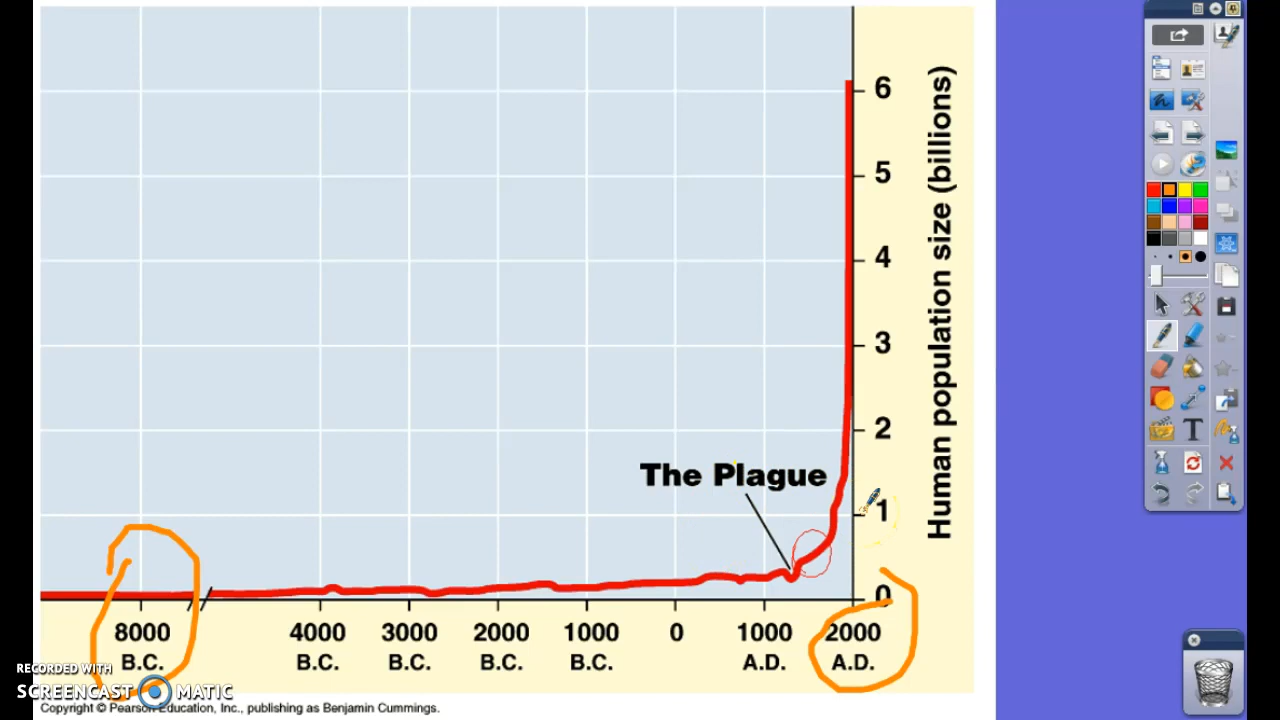 6
5
4
3
2
1
0
Human population size (billions)
The Plague
8000 4000 3000 2000 1000 0 1000 2000
B.C. B.C. B.C. B.C. B.C. A.D. A.D.
RECORDED WITH
SCREENCAST MATIC
Copyright © Pearson Education, Inc., publishing as Benjamin Cummings.
T